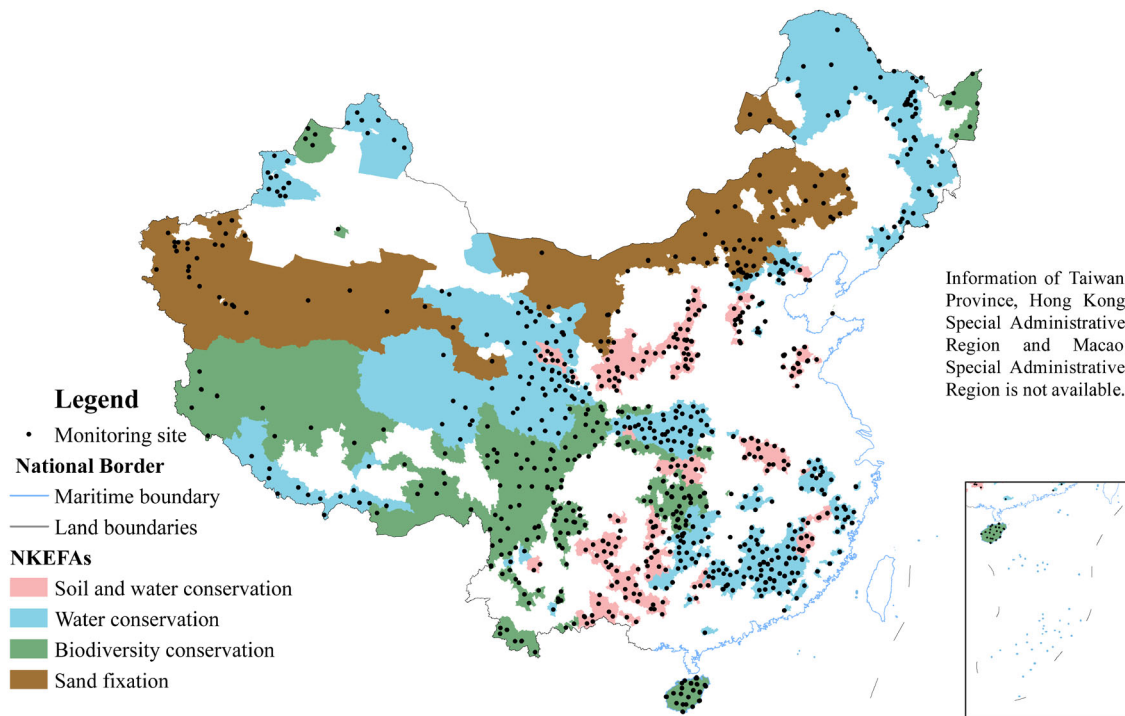 Information of Taiwan
Province, Hong Kong
Special Administrative
Region and Macao
Special Administrative
Region is not available.
Legend
Monitoring site
National Border
Maritime boundary
Land boundaries
NKEFAs
Soil and water conservation
Water conservation
Biodiversity conservation
Sand fixation